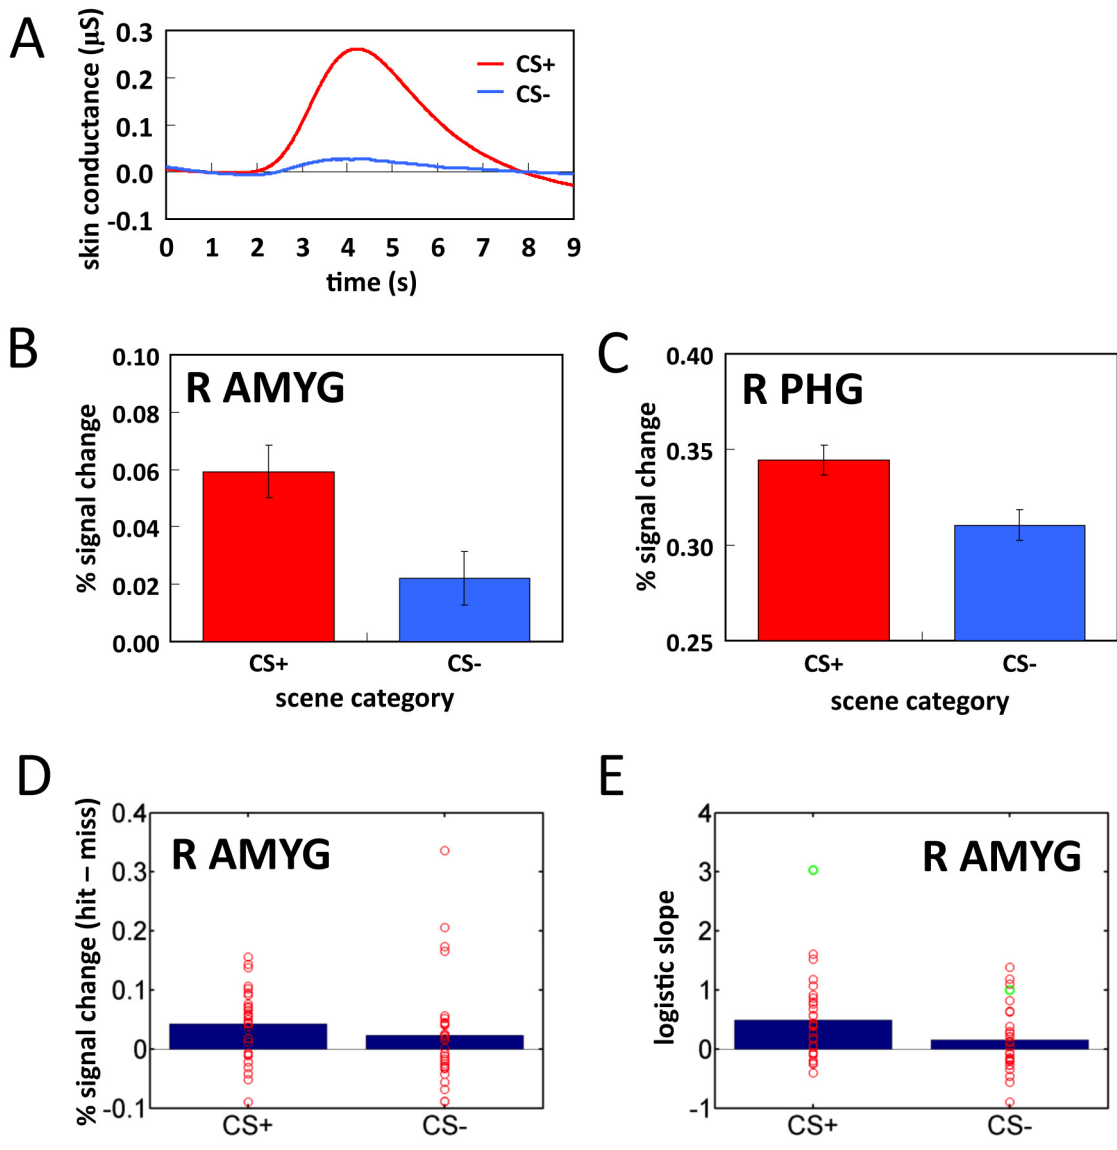 A
skin conductance (μS)
0.3
0.2
0.1
0.0
-0.1
CS+
CS-
0 1 2 3 4 5 6 7 8 9
time (s)
B
% signal change
0.10
0.08
0.06
0.04
0.02
0.00
R AMYG
CS+ CS-
scene category
C
% signal change
0.40
0.35
0.30
0.25
R PHG
CS+ CS-
scene category
D
% signal change (hit – miss)
0.4
0.3
0.2
0.1
0
-0.1
R AMYG
CS+ CS-
E
logistic slope
4
3
2
1
0
-1
R AMYG
CS+ CS-